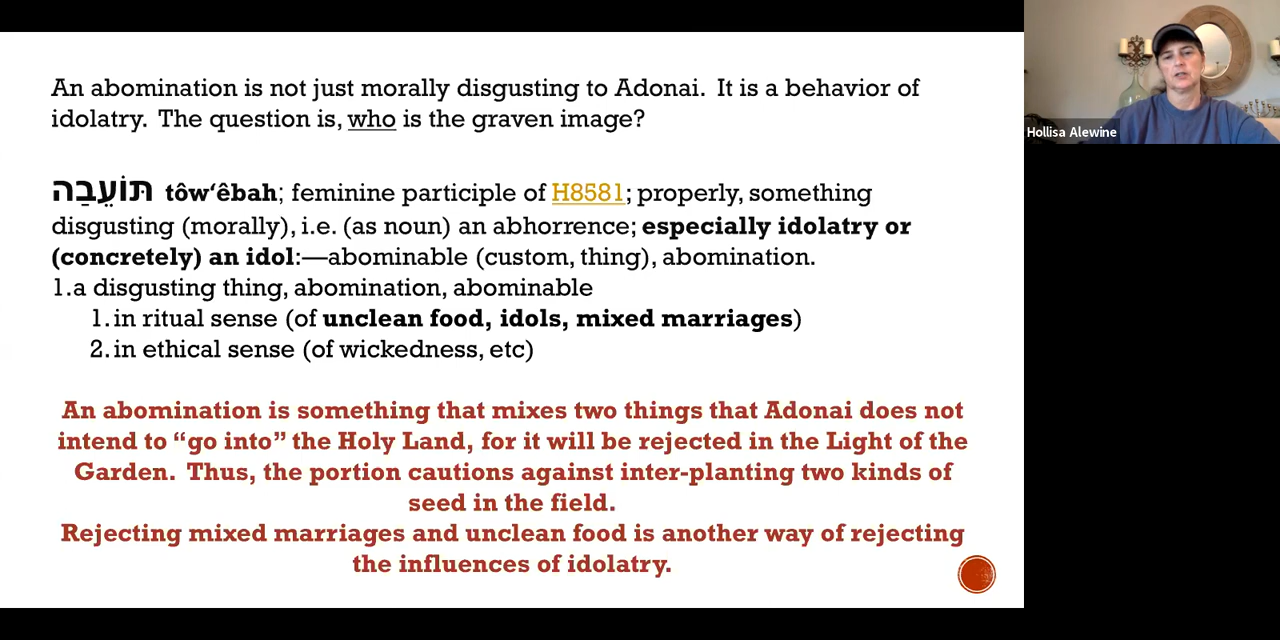 An abomination is not just morally disgusting to Adonai. It is a behavior of
idolatry. The question is, who is the graven image?
תּוֹעֵבַה tôwʻêbah; feminine participle of H8581; properly, something
disgusting (morally), i.e. (as noun) an abhorrence; especially idolatry or
(concretely) an idol:—abominable (custom, thing), abomination.
1.a disgusting thing, abomination, abominable
1.in ritual sense (of unclean food, idols, mixed marriages)
2.in ethical sense (of wickedness, etc)
An abomination is something that mixes two things that Adonai does not
intend to “go into” the Holy Land, for it will be rejected in the Light of the
Garden. Thus, the portion cautions against inter-planting two kinds of
seed in the field.
Rejecting mixed marriages and unclean food is another way of rejecting
the influences of idolatry.
Hollisa Alewine